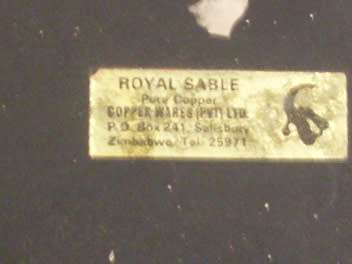 ROYAL SABLE
Pure Copper
COPPER WARES (PVT) LTD.
P.O. Box 241, Salisbury
Zimbabwe Tel: 25971